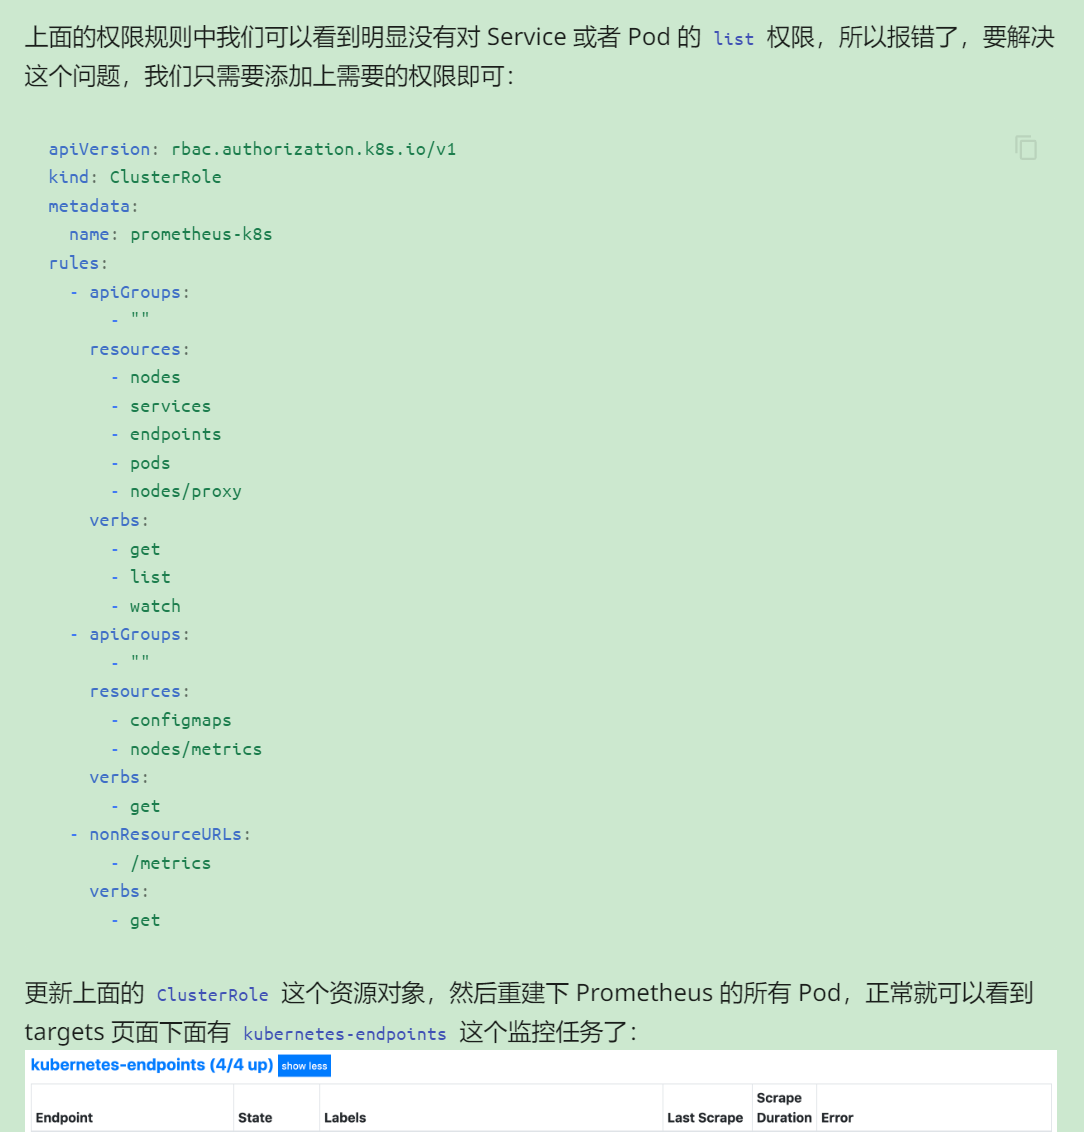 上面的权限规则中我们可以看到明显没有对 Service 或者 Pod 的 list 权限，所以报错了，要解决
这个问题，我们只需要添加上需要的权限即可：
apiVersion: rbac.authorization.k8s.io/v1
kind: ClusterRole
metadata:
  name: prometheus-k8s
rules:
  - apiGroups:
      - ""
    resources:
      - nodes
      - services
      - endpoints
      - pods
      - nodes/proxy
    verbs:
      - get
      - list
      - watch
  - apiGroups:
      - ""
    resources:
      - configmaps
      - nodes/metrics
    verbs:
      - get
  - nonResourceURLs:
      - /metrics
    verbs:
      - get
更新上面的 ClusterRole 这个资源对象，然后重建下 Prometheus 的所有 Pod，正常就可以看到
targets 页面下面有 kubernetes-endpoints 这个监控任务了：
kubernetes-endpoints (4/4 up) show less
Endpoint State Labels Last Scrape Scrape Duration Error